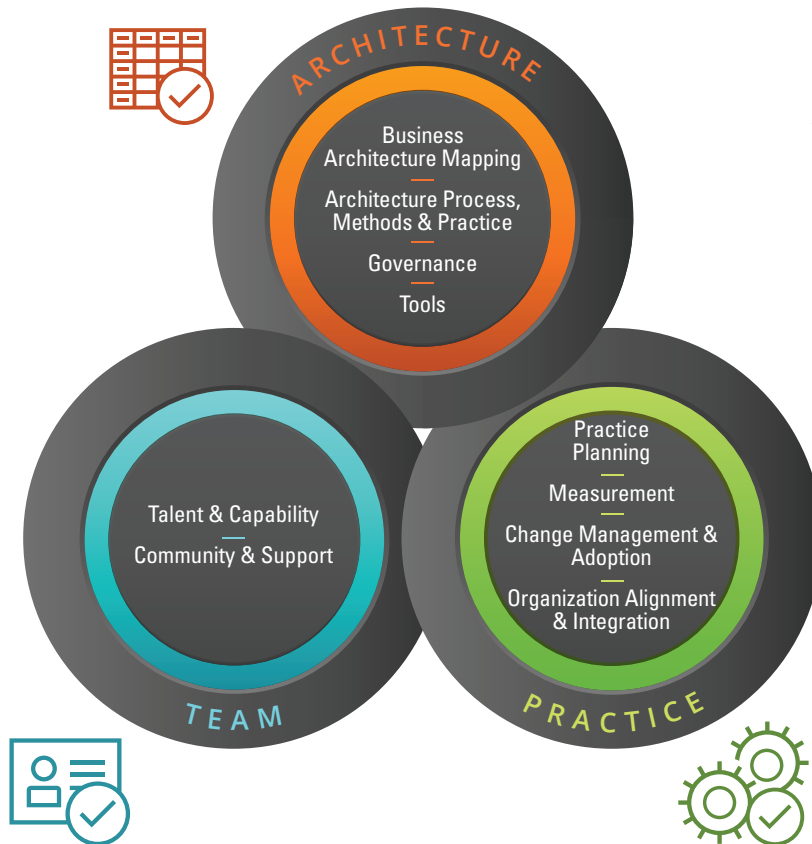 ARCHITECTURE
Business
Architecture Mapping
Architecture Process,
Methods & Practice
Governance
Tools
Talent & Capability
Community & Support
TEAM
Practice
Planning
Measurement
Change Management &
Adoption
Organization Alignment
& Integration
PRACTICE